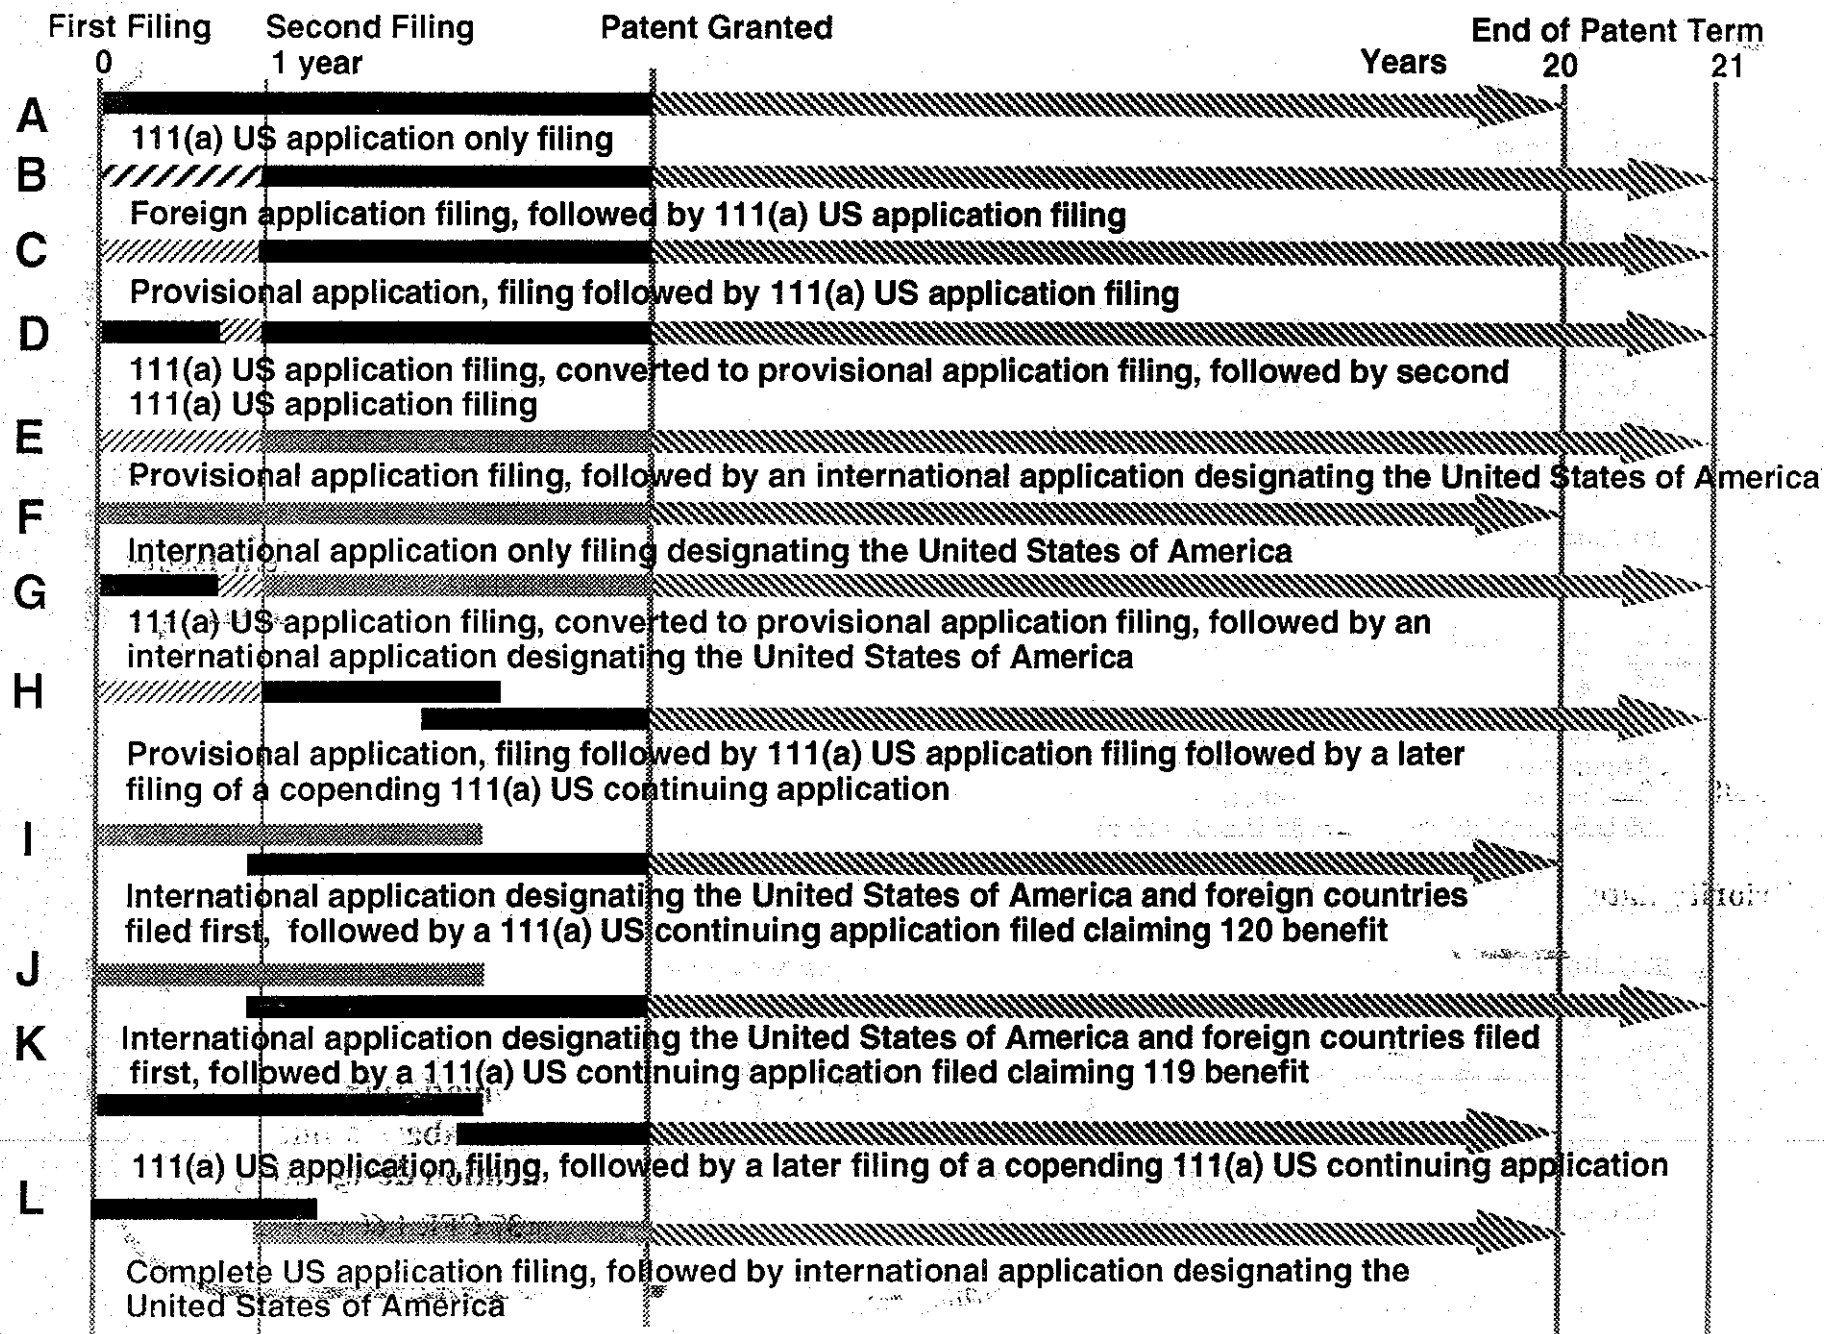 First Filing Second Filing Patent Granted End of Patent Term
0 1 year Years 20 21
A
111(a) US application only filing
B
Foreign application filing, followed by 111(a) US application filing
C
Provisional application, filing followed by 111(a) US application filing
D
111(a) US application filing, converted to provisional application filing, followed by second
111(a) US application filing
E
Provisional application filing, followed by an international application designating the United States of America
F
International application only filing designating the United States of America
G
111(a) US application filing, converted to provisional application filing, followed by an
international application designating the United States of America
H
Provisional application, filing followed by 111(a) US application filing followed by a later
filing of a copending 111(a) US continuing application
I
International application designating the United States of America and foreign countries
filed first, followed by a 111(a) US continuing application filed claiming 120 benefit
J
K
International application designating the United States of America and foreign countries filed
first, followed by a 111(a) US continuing application filed claiming 119 benefit
111(a) US application filing, followed by a later filing of a copending 111(a) US continuing application
L
Complete US application filing, followed by international application designating the
United States of America